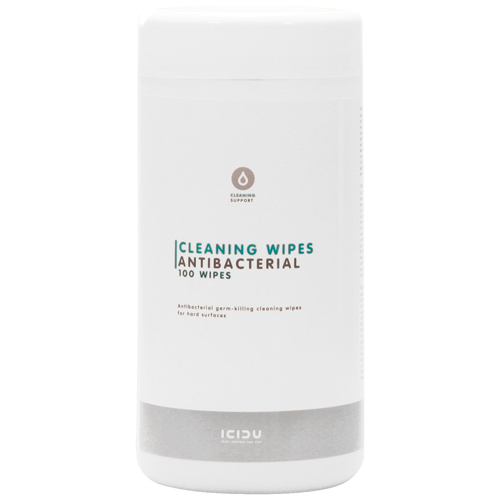 CLEANING
SUPPORT
CLEANING WIPES
ANTIBACTERIAL
100 WIPES
Antibacterial germ-killing cleaning wipes
for hard surfaces
ICIDU